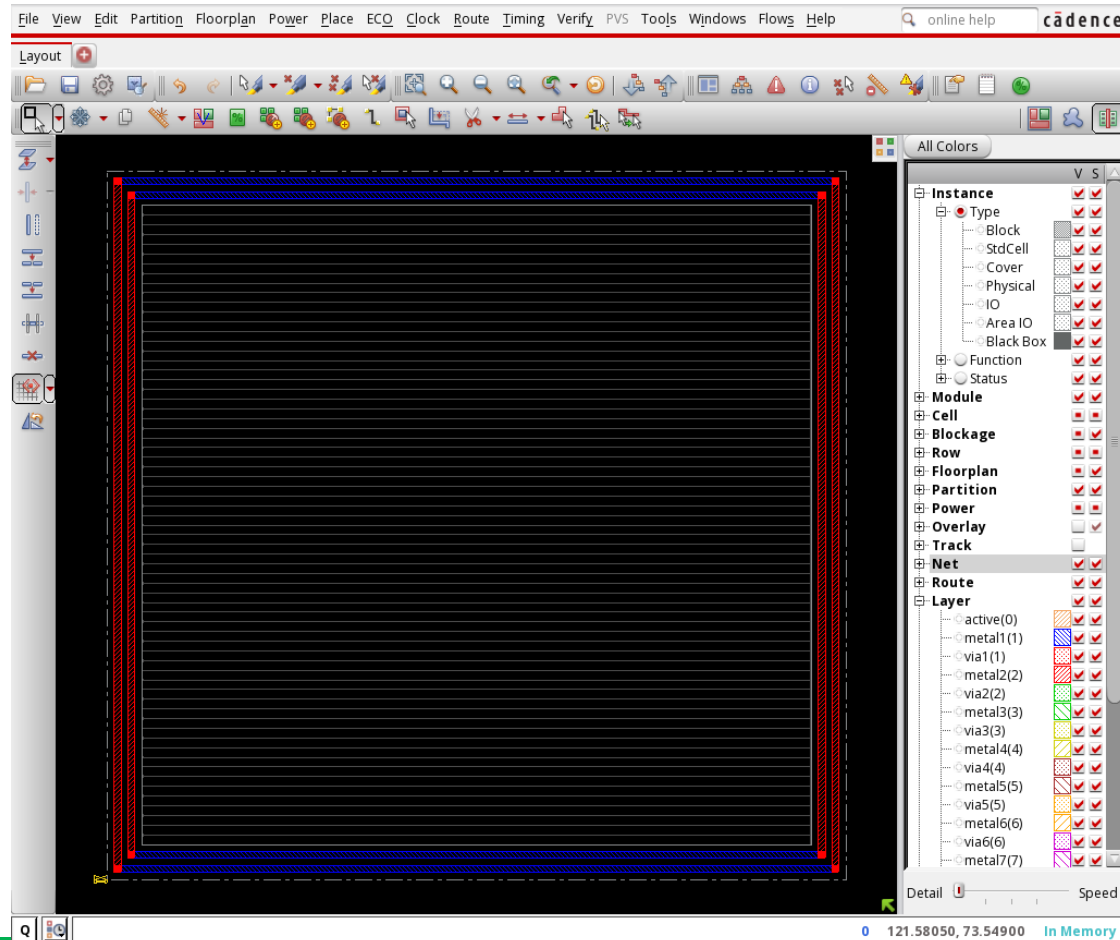 File View Edit Partition Floorplan Power Place ECO Clock Route Timing Verify PVS Tools Windows Flows Help online help cādence
Layout
All Colors
V S
Instance
Type
Block
StdCell
Cover
Physical
IO
Area IO
Black Box
Function
Status
Module
Cell
Blockage
Row
Floorplan
Partition
Power
Overlay
Track
Net
Route
Layer
active(0)
metal1(1)
via1(1)
metal2(2)
via2(2)
metal3(3)
via3(3)
metal4(4)
via4(4)
metal5(5)
via5(5)
metal6(6)
via6(6)
metal7(7)
Detail Speed
Q 0 121.58050, 73.54900 In Memory